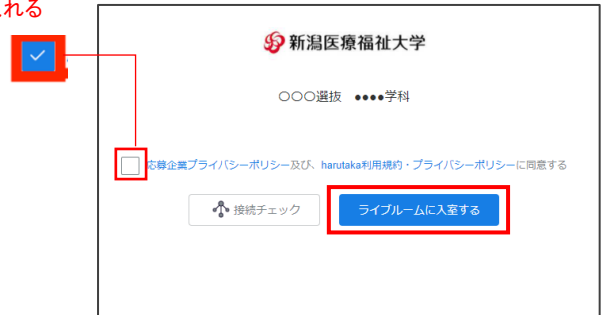 れる
新潟医療福祉大学
○○○選抜 ●●●●学科
応募企業プライバシーポリシー及び、harutaka利用規約・プライバシーポリシーに同意する
接続チェック
ライブルームに入室する